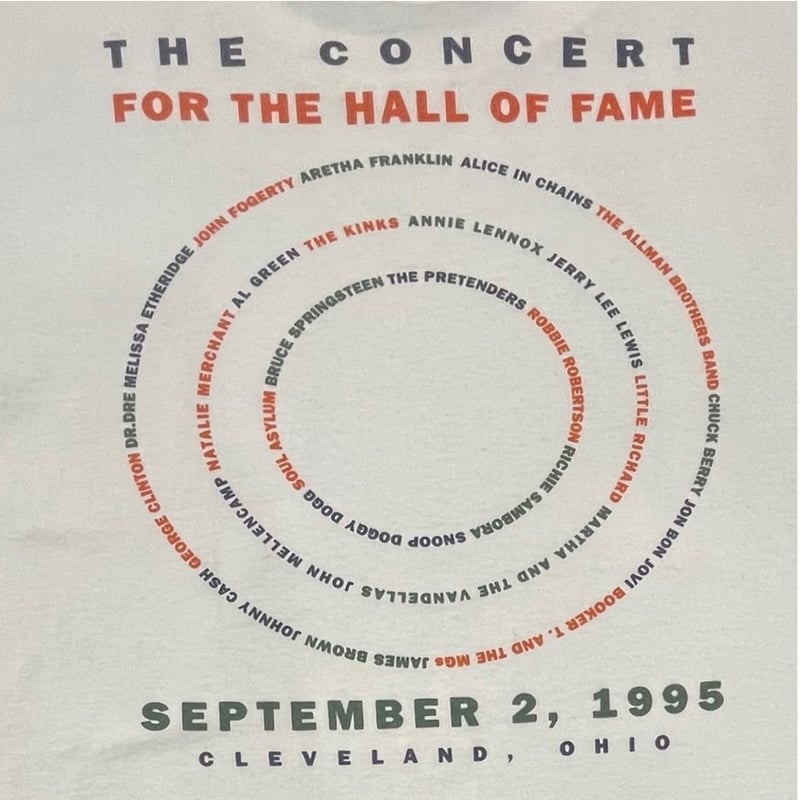 THE CONCERT
FOR THE HALL OF FAME
ARETHA FRANKLIN ALICE IN CHAINS THE ALLMAN BROTHERS BAND CHUCK BERRY JON BON JOVI BOOKER T. AND THE MGs JAMES BROWN JOHNNY CASH GEORGE CLINTON DR.DRE MELISSA ETHERIDGE JOHN FOGERTY
AL GREEN THE KINKS ANNIE LENNOX JERRY LEE LEWIS LITTLE RICHARD MARTHA AND THE VANDELLAS JOHN MELLENCAMP NATALIE MERCHANT
THE PRETENDERS ROBBIE ROBERTSON RICHIE SAMBORA SNOOP DOGGY DOGG SOUL ASYLUM BRUCE SPRINGSTEEN
SEPTEMBER 2, 1995
CLEVELAND, OHIO